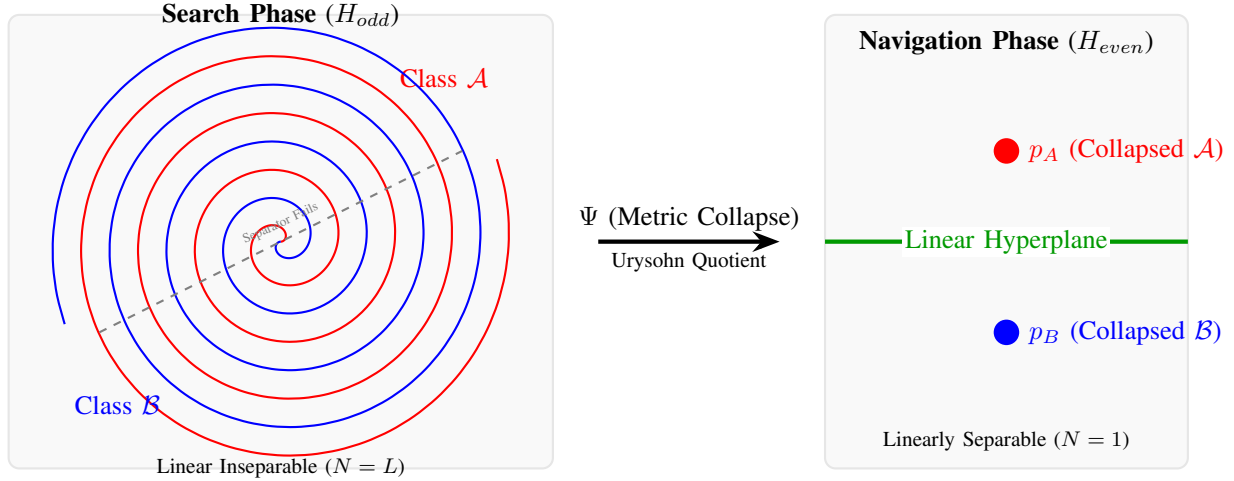 Search Phase (H_odd)
Class 𝒜
Separator Fails
Class ℬ
Linear Inseparable (N = L)
Ψ (Metric Collapse)
Urysohn Quotient
Navigation Phase (H_even)
p_A (Collapsed 𝒜)
Linear Hyperplane
p_B (Collapsed ℬ)
Linearly Separable (N = 1)